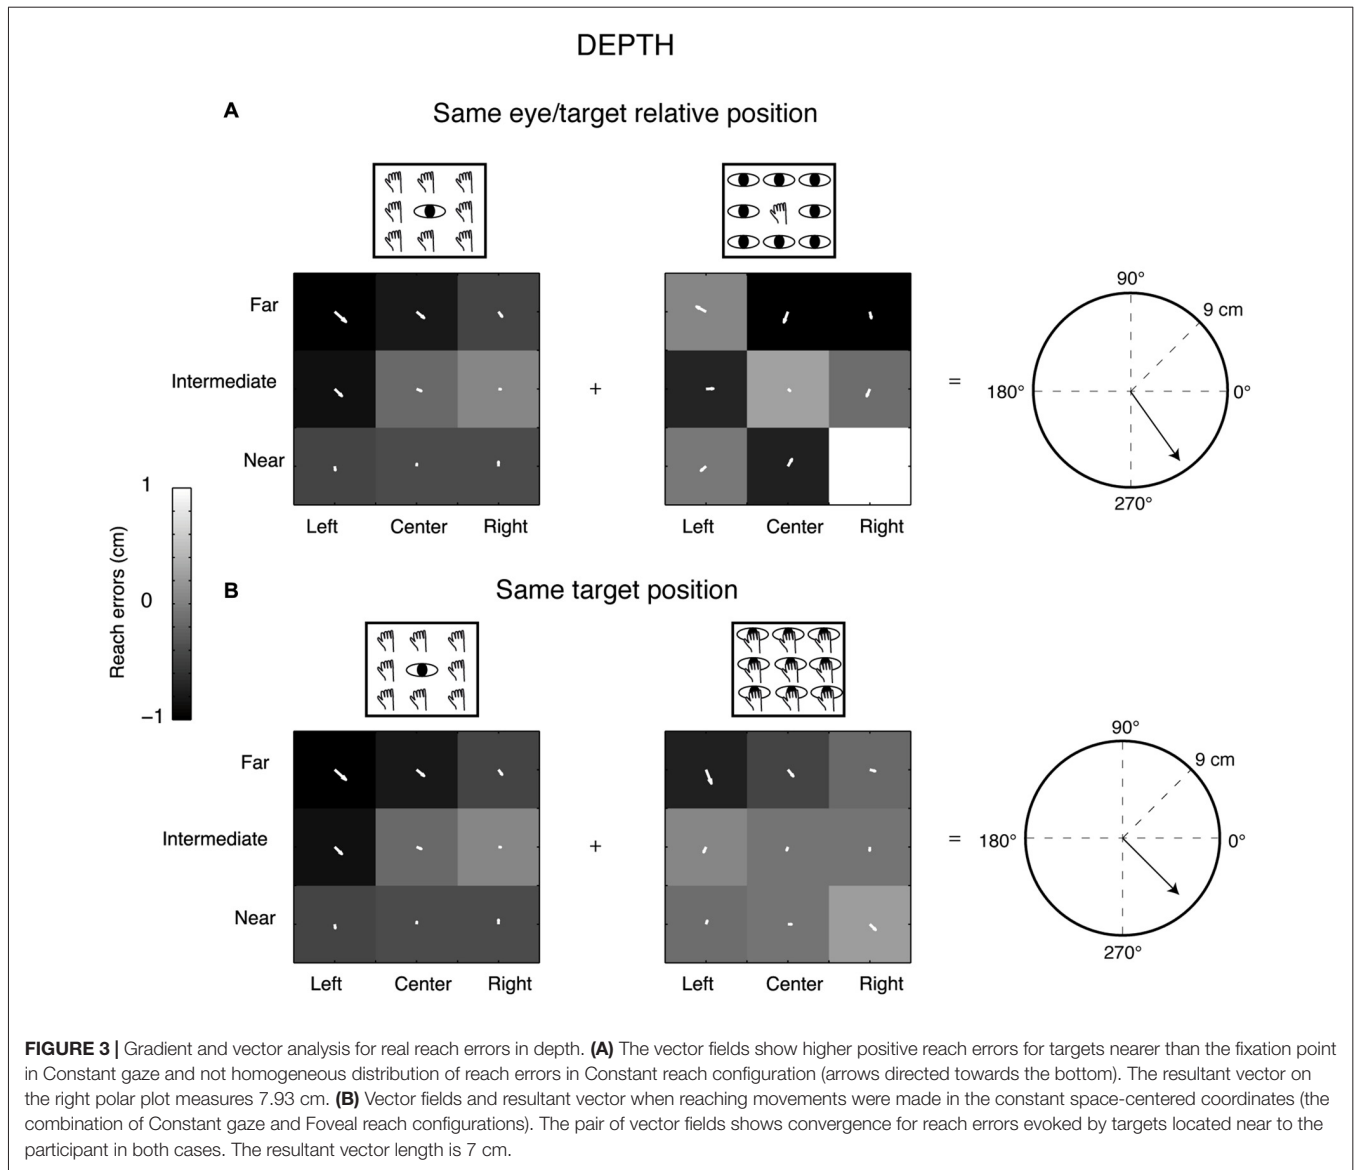 DEPTH
A
Same eye/target relative position
Far
Intermediate
Near
Left Center Right
+
Left Center Right
=
90°
9 cm
180°
0°
270°
1
0
−1
Reach errors (cm)
B
Same target position
Far
Intermediate
Near
Left Center Right
+
Left Center Right
=
90°
9 cm
180°
0°
270°
FIGURE 3 | Gradient and vector analysis for real reach errors in depth. (A) The vector fields show higher positive reach errors for targets nearer than the fixation point
in Constant gaze and not homogeneous distribution of reach errors in Constant reach configuration (arrows directed towards the bottom). The resultant vector on
the right polar plot measures 7.93 cm. (B) Vector fields and resultant vector when reaching movements were made in the constant space-centered coordinates (the
combination of Constant gaze and Foveal reach configurations). The pair of vector fields shows convergence for reach errors evoked by targets located near to the
participant in both cases. The resultant vector length is 7 cm.